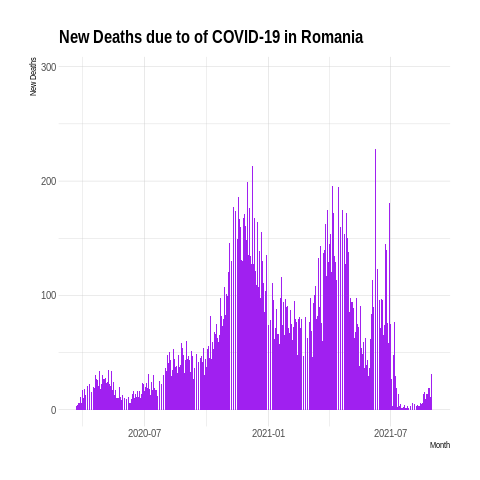 New Deaths due to of COVID-19 in Romania
New Deaths
300
200
100
0
2020-07
2021-01
2021-07
Month